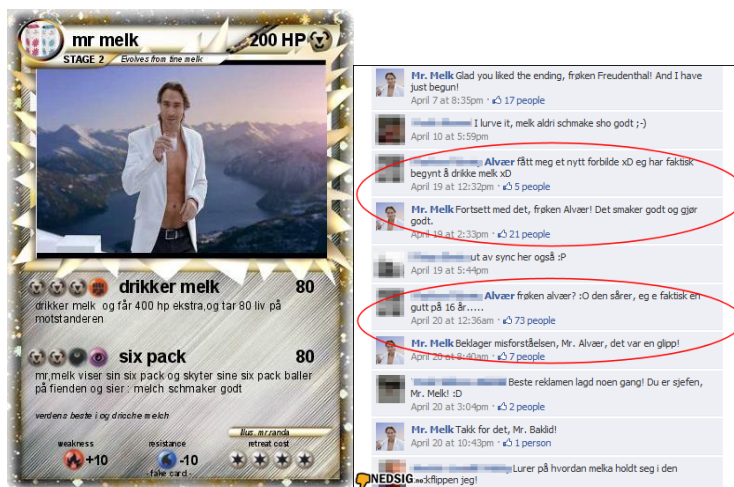 mr melk
200 HP
STAGE 2
Evolves from tine melk
drikker melk 80
drikker melk og får 400 hp ekstra,og tar 80 liv på
motstanderen
six pack 80
mr,melk viser sin six pack og skyter sine six pack baller
på fienden og sier : melch schmaker godt
verdens beste i og dricche melch
Illus. mr.randa
weakness
resistance
retreat cost
+10
-10
-fake card-
Mr. Melk Glad you liked the ending, frøken Freudenthal! And I have
just begun!
April 7 at 8:35pm · 17 people
I lurve it, melk aldri schmake sho godt ;-)
April 10 at 5:59pm
Alvær fått meg et nytt forbilde xD eg har faktisk
begynt å drikke melk xD
April 19 at 12:32pm · 5 people
Mr. Melk Fortsett med det, frøken Alvær! Det smaker godt og gjør
godt.
April 19 at 2:33pm · 21 people
ut av sync her også :P
April 19 at 5:44pm
Alvær frøken alvær? :O den sårer, eg e faktisk en
gutt på 16 år.....
April 20 at 12:36am · 73 people
Mr. Melk Beklager misforståelsen, Mr. Alvær, det var en glipp!
April 20 at 8:40am · 7 people
Beste reklamen lagd noen gang! Du er sjefen,
Mr. Melk! :D
April 20 at 3:04pm · 2 people
Mr. Melk Takk for det, Mr. Baklid!
April 20 at 10:43pm · 1 person
Lurer på hvordan melka holdt seg i den
NEDSIG.no kflippen jeg!